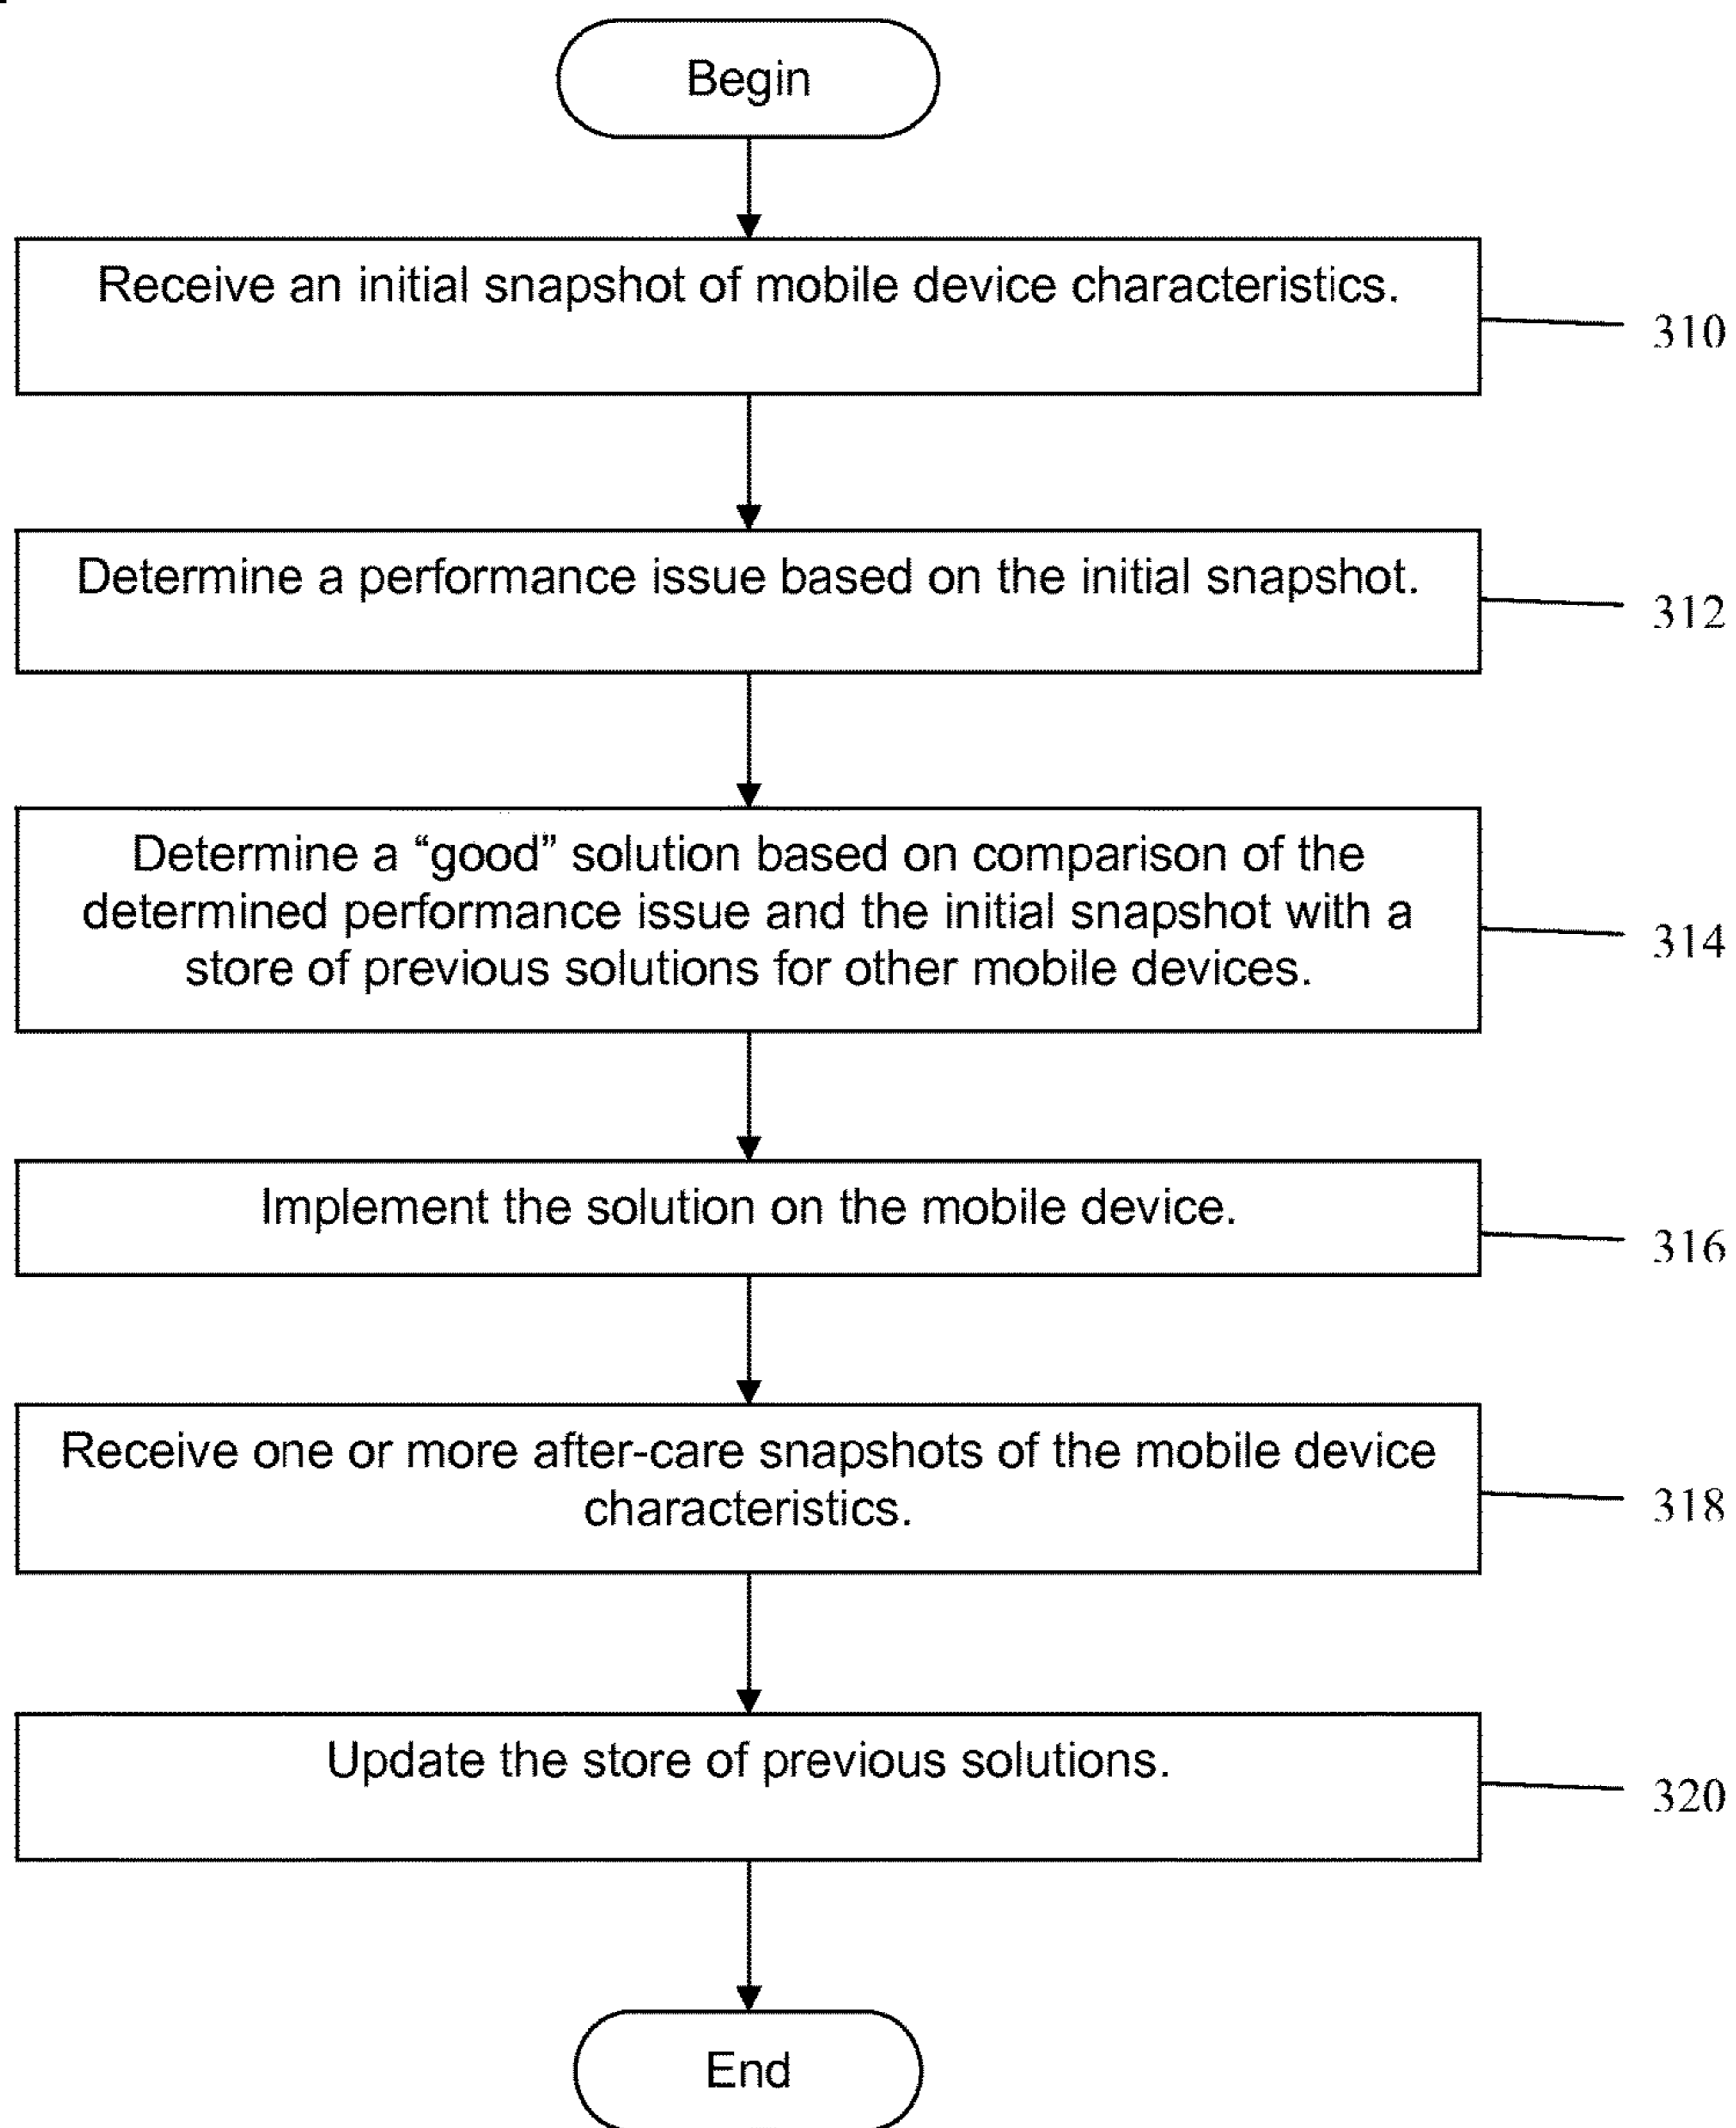 Begin
Receive an initial snapshot of mobile device characteristics.
310
Determine a performance issue based on the initial snapshot.
312
Determine a “good” solution based on comparison of the
determined performance issue and the initial snapshot with a
store of previous solutions for other mobile devices.
314
Implement the solution on the mobile device.
316
Receive one or more after-care snapshots of the mobile device
characteristics.
318
Update the store of previous solutions.
320
End